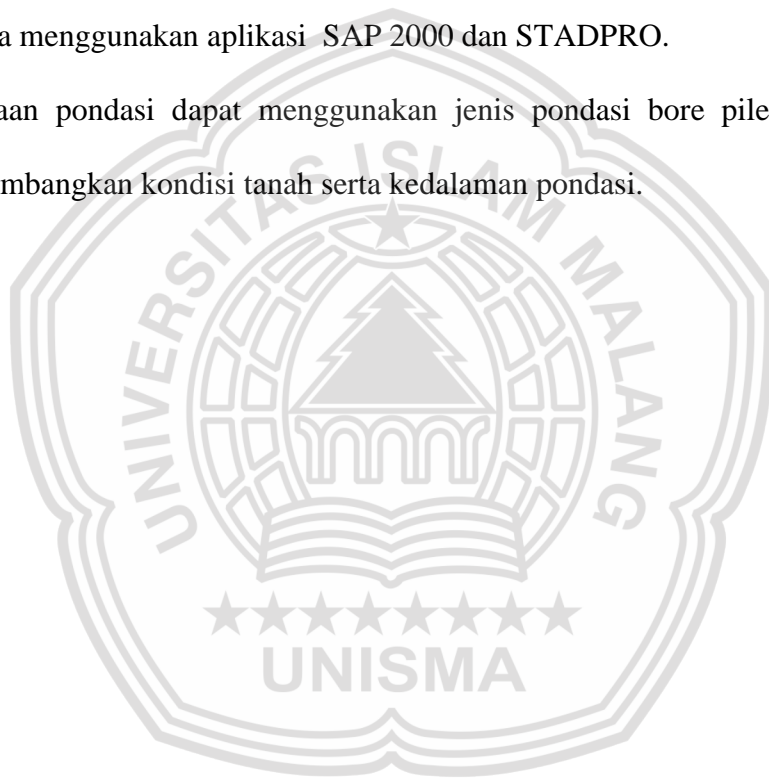 a menggunakan aplikasi SAP 2000 dan STADPRO.
aan pondasi dapat menggunakan jenis pondasi bore pile
mbangkan kondisi tanah serta kedalaman pondasi.
UNIVERSITAS ISLAM MALANG
UNISMA